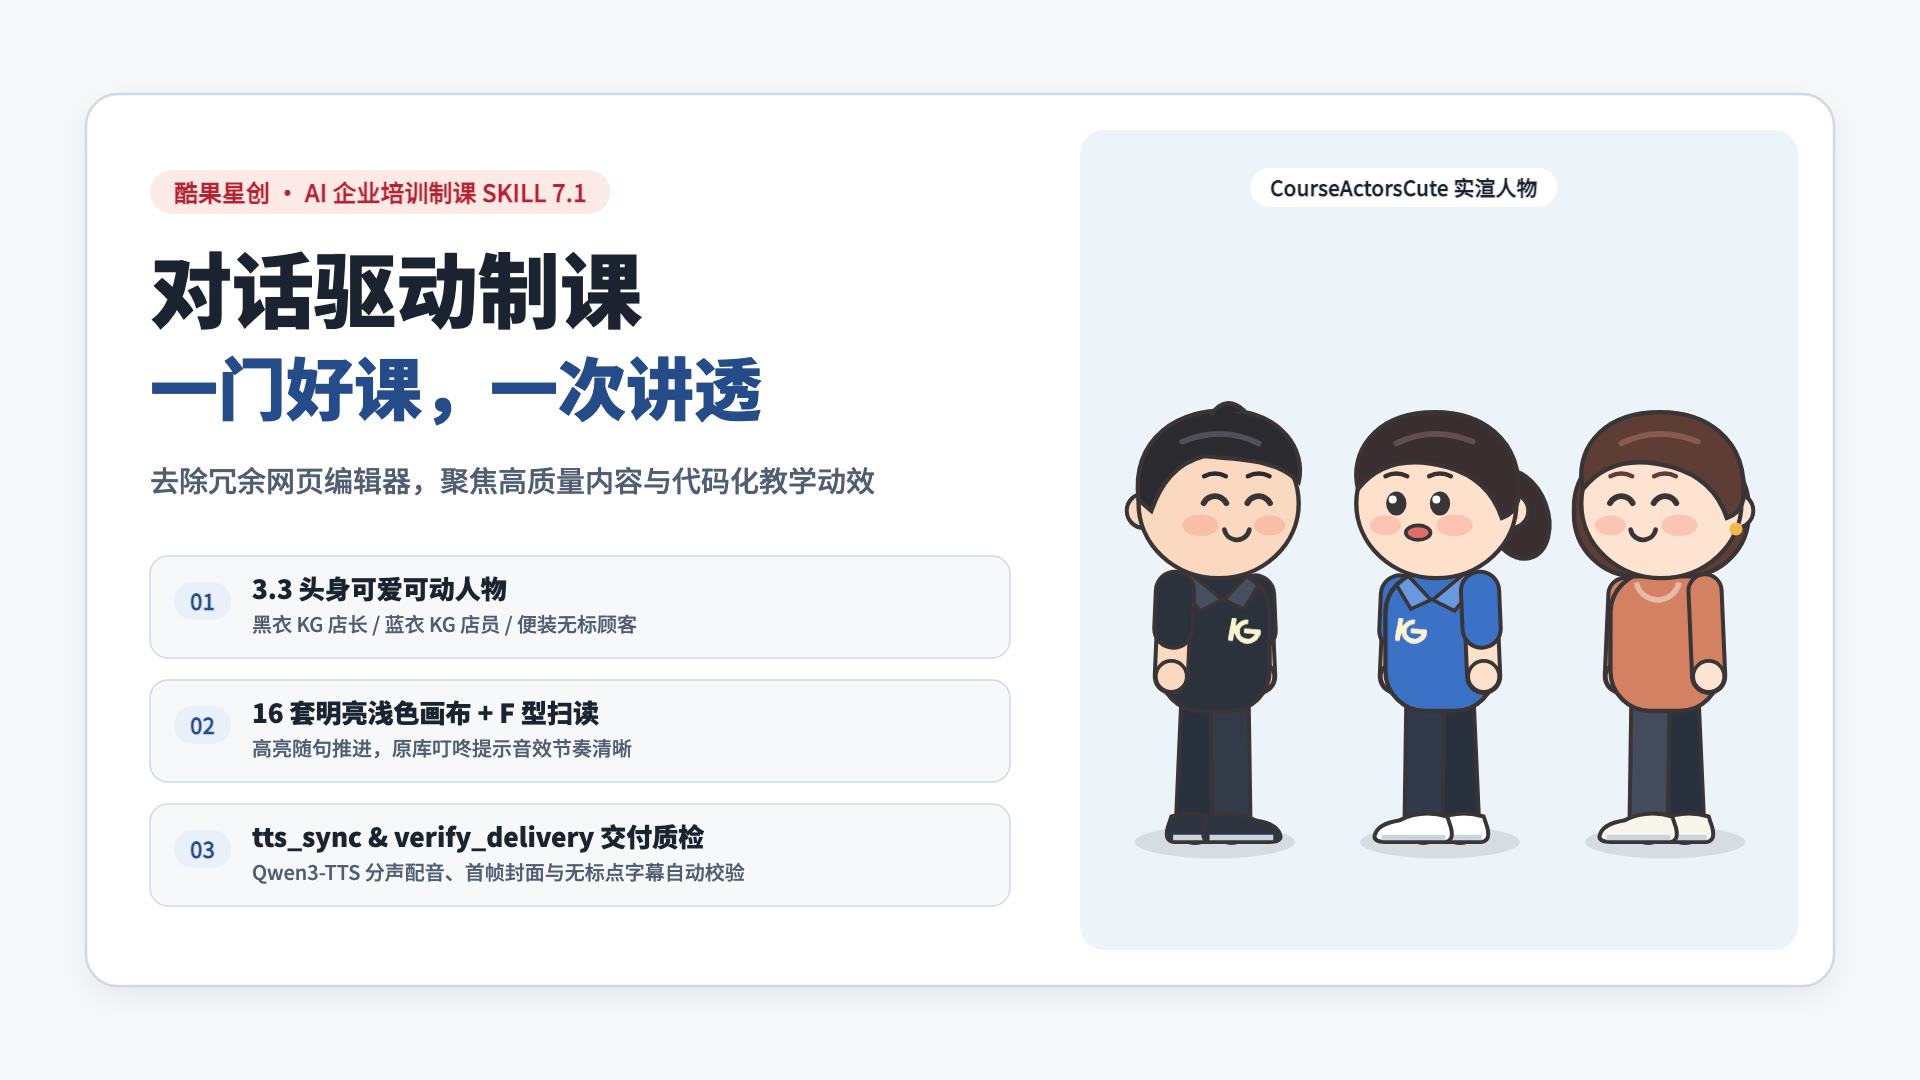 酷果星创 · AI 企业培训制课 SKILL 7.1
对话驱动制课
一门好课，一次讲透
去除冗余网页编辑器，聚焦高质量内容与代码化教学动效
01
3.3 头身可爱可动人物
黑衣 KG 店长 / 蓝衣 KG 店员 / 便装无标顾客
02
16 套明亮浅色画布 + F 型扫读
高亮随句推进，原库叮咚提示音效节奏清晰
03
tts_sync & verify_delivery 交付质检
Qwen3-TTS 分声配音、首帧封面与无标点字幕自动校验
CourseActorsCute 实渲人物
KG
KG